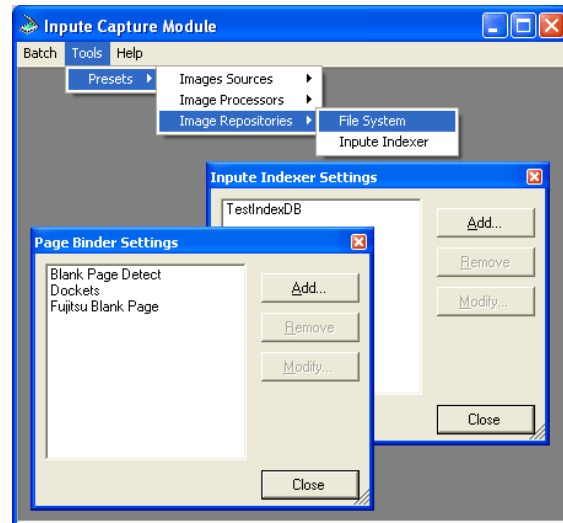 Inpute Capture Module
Batch Tools Help
Presets Images Sources
Image Processors
Image Repositories File System
Inpute Indexer
Inpute Indexer Settings
TestIndexDB
Add...
Remove
Modify...
Close
Page Binder Settings
Blank Page Detect
Dockets
Fujitsu Blank Page
Add...
Remove
Modify...
Close